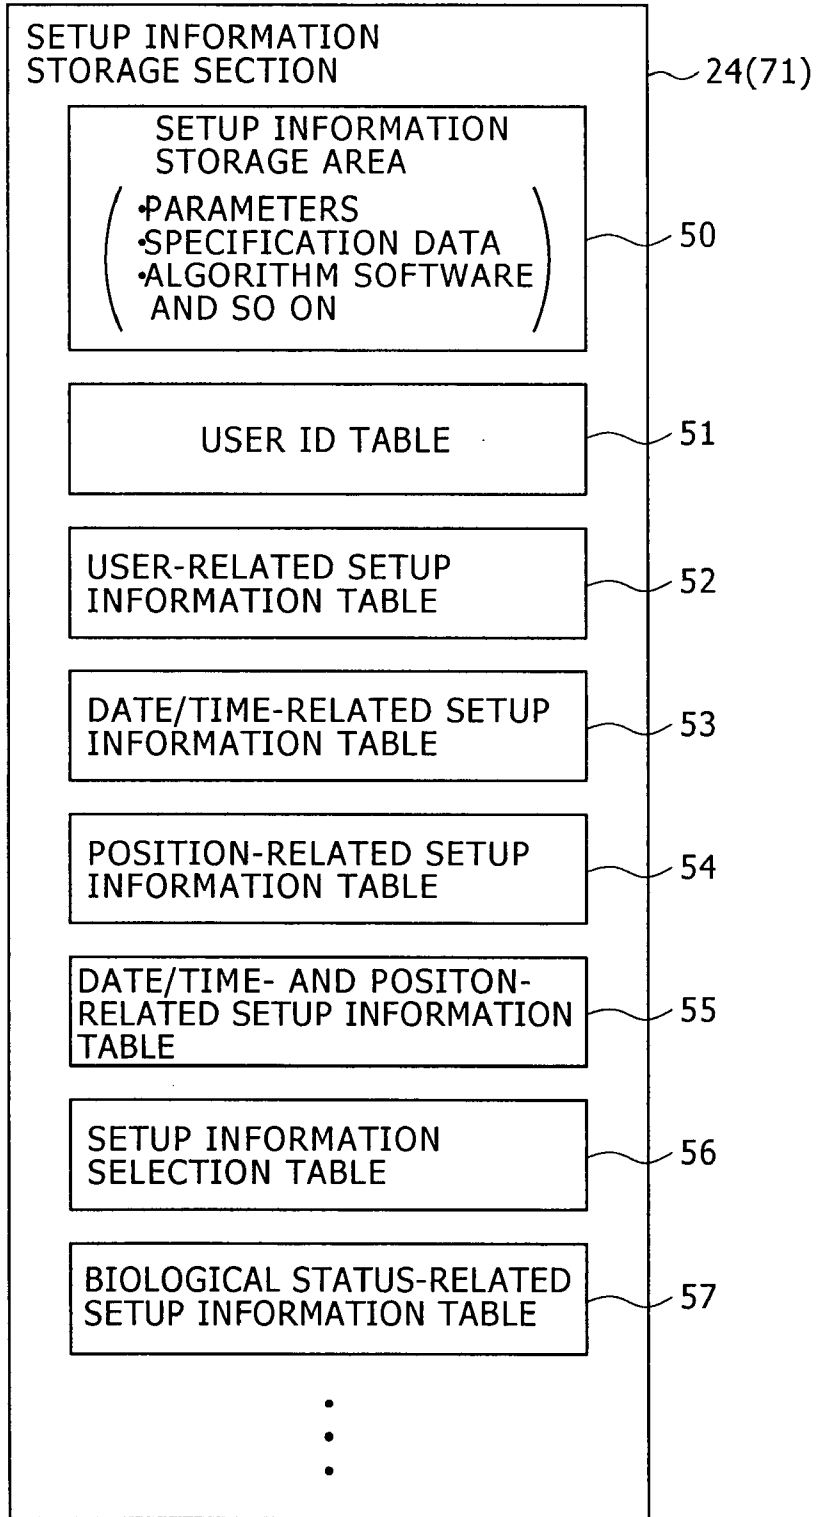 SETUP INFORMATION
STORAGE SECTION
24(71)
SETUP INFORMATION
STORAGE AREA
•PARAMETERS
•SPECIFICATION DATA
•ALGORITHM SOFTWARE
AND SO ON
50
USER ID TABLE
51
USER-RELATED SETUP
INFORMATION TABLE
52
DATE/TIME-RELATED SETUP
INFORMATION TABLE
53
POSITION-RELATED SETUP
INFORMATION TABLE
54
DATE/TIME- AND POSITON-
RELATED SETUP INFORMATION
TABLE
55
SETUP INFORMATION
SELECTION TABLE
56
BIOLOGICAL STATUS-RELATED
SETUP INFORMATION TABLE
57